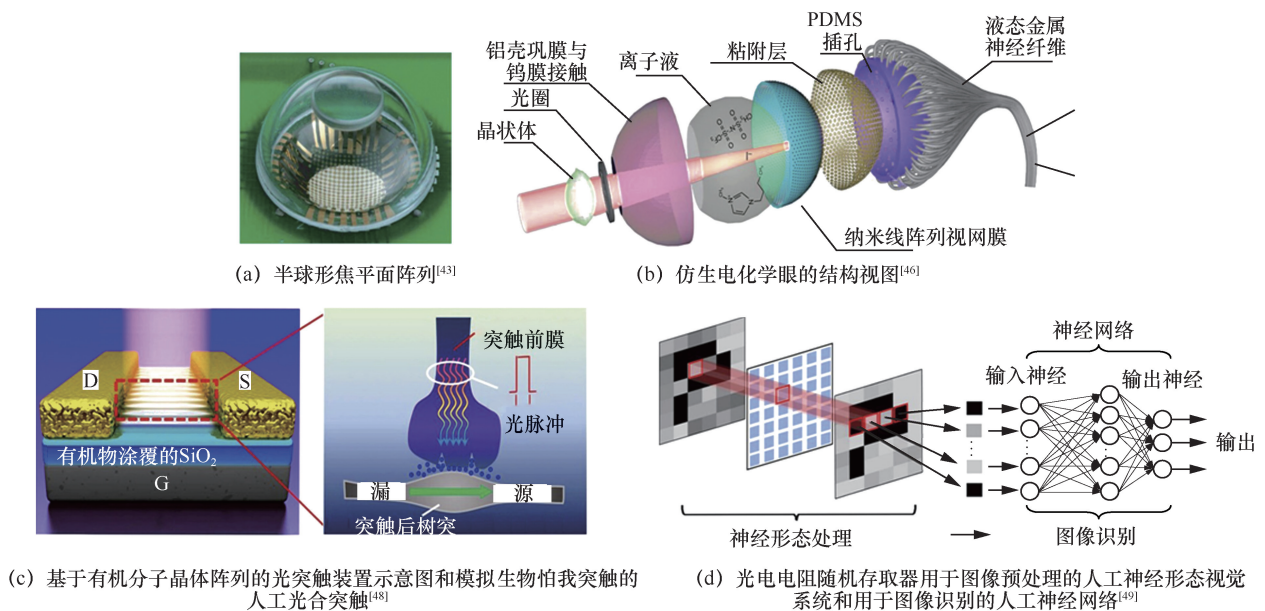 铝壳巩膜与
钨膜接触
光圈
晶状体
离子液
粘附层
PDMS
插孔
液态金属
神经纤维
纳米线阵列视网膜
(a) 半球形焦平面阵列[43]
(b) 仿生电化学眼的结构视图[46]
D
S
有机物涂覆的SiO2
G
突触前膜
光脉冲
漏
源
突触后树突
神经网络
输入神经
输出神经
输出
神经形态处理
图像识别
(c) 基于有机分子晶体阵列的光突触装置示意图和模拟生物怕我突触的
人工光合突触[48]
(d) 光电电阻随机存取器用于图像预处理的人工神经形态视觉
系统和用于图像识别的人工神经网络[49]